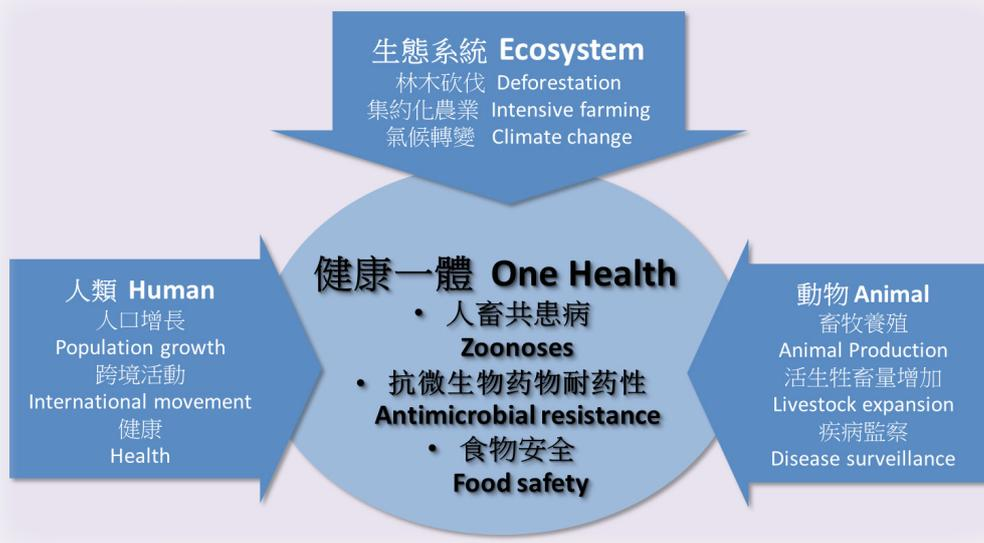 生態系統 Ecosystem
林木砍伐 Deforestation
集約化農業 Intensive farming
氣候轉變 Climate change
人類 Human
人口增長
Population growth
跨境活動
International movement
健康
Health
健康一體 One Health
• 人畜共患病
Zoonoses
• 抗微生物药物耐药性
Antimicrobial resistance
• 食物安全
Food safety
動物 Animal
畜牧養殖
Animal Production
活生牲畜量增加
Livestock expansion
疾病監察
Disease surveillance